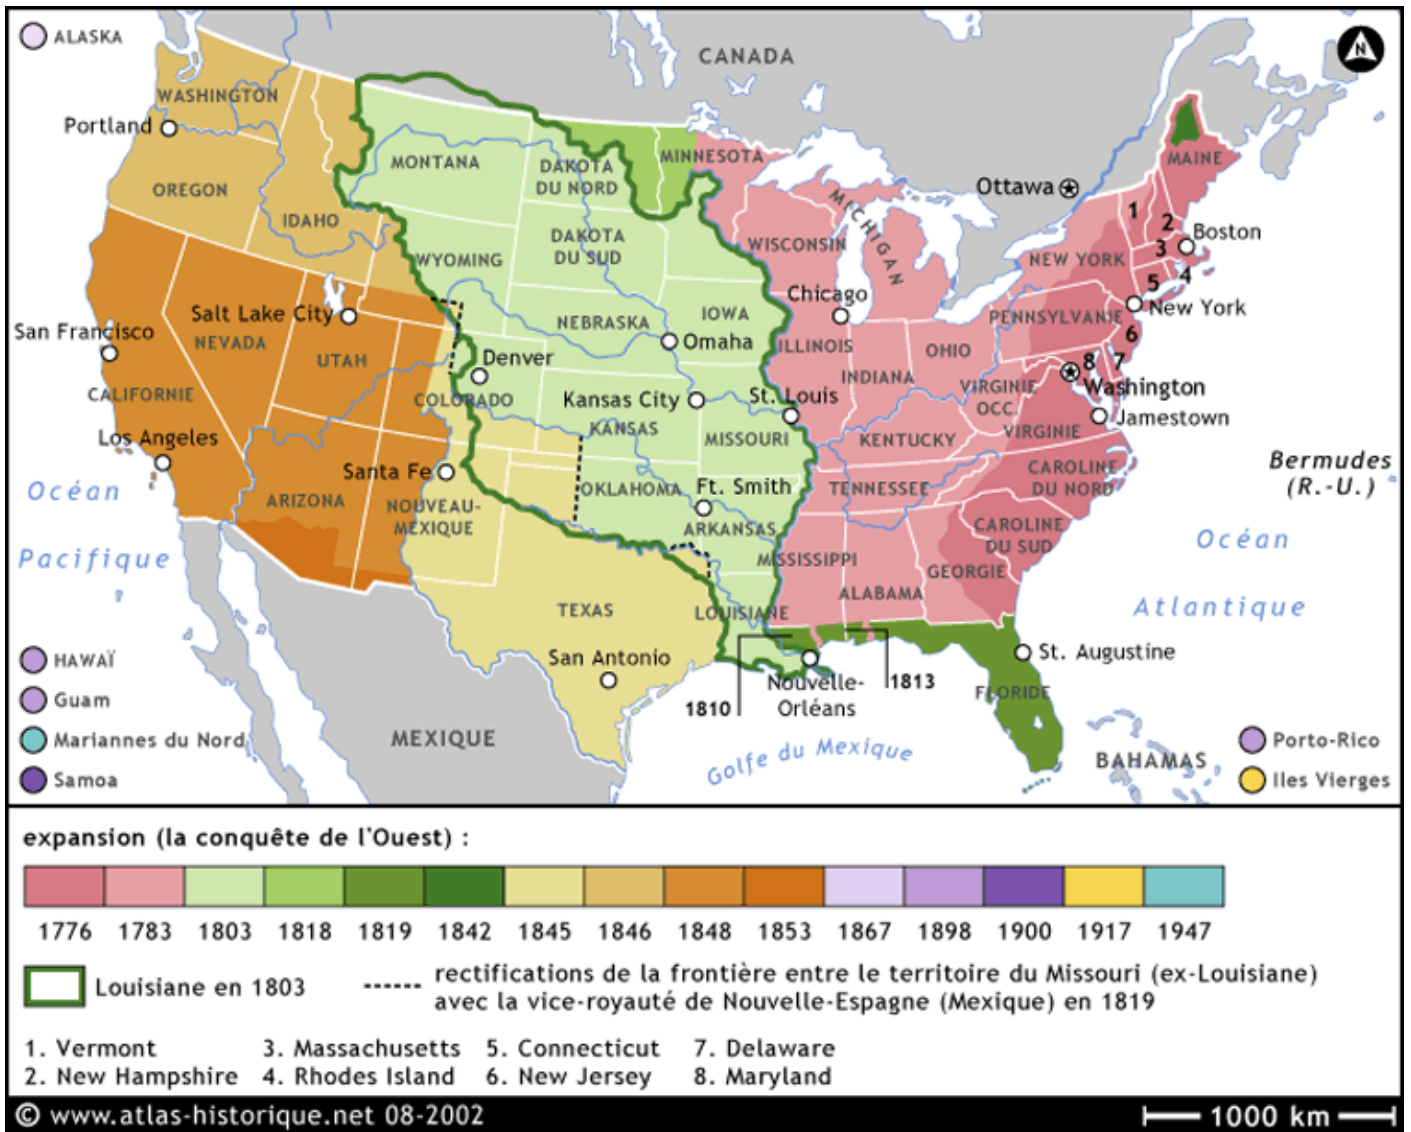 ALASKA
CANADA
N
WASHINGTON
Portland
MONTANA
DAKOTA
DU NORD
MINNESOTA
MAINE
OREGON
IDAHO
Ottawa
MICHIGAN
1
2
Boston
WYOMING
DAKOTA
DU SUD
WISCONSIN
NEW YORK
3
4
5
Salt Lake City
NEVADA
San Francisco
UTAH
NEBRASKA
IOWA
Chicago
Omaha
ILLINOIS
OHIO
PENNSYLVANIE
New York
6
Denver
INDIANA
8
7
Washington
CALIFORNIE
COLORADO
Kansas City
KANSAS
St. Louis
VIRGINIE
OCC.
VIRGINIE
Jamestown
Los Angeles
MISSOURI
KENTUCKY
Santa Fe
ARIZONA
NOUVEAU-
MEXIQUE
OKLAHOMA
Ft. Smith
TENNESSEE
CAROLINE
DU NORD
Bermudes
(R.-U.)
Océan
Pacifique
ARKANSAS
MISSISSIPPI
CAROLINE
DU SUD
Océan
Atlantique
GEORGIE
ALABAMA
TEXAS
LOUISIANE
San Antonio
St. Augustine
HAWAÏ
Guam
Mariannes du Nord
Samoa
1810
Nouvelle-
Orléans
1813
FLORIDE
MEXIQUE
Golfe du Mexique
BAHAMAS
Porto-Rico
Iles Vierges
expansion (la conquête de l'Ouest) :
1776 1783 1803 1818 1819 1842 1845 1846 1848 1853 1867 1898 1900 1917 1947
Louisiane en 1803
rectifications de la frontière entre le territoire du Missouri (ex-Louisiane)
avec la vice-royauté de Nouvelle-Espagne (Mexique) en 1819
1. Vermont 3. Massachusetts 5. Connecticut 7. Delaware
2. New Hampshire 4. Rhodes Island 6. New Jersey 8. Maryland
© www.atlas-historique.net 08-2002
1000 km